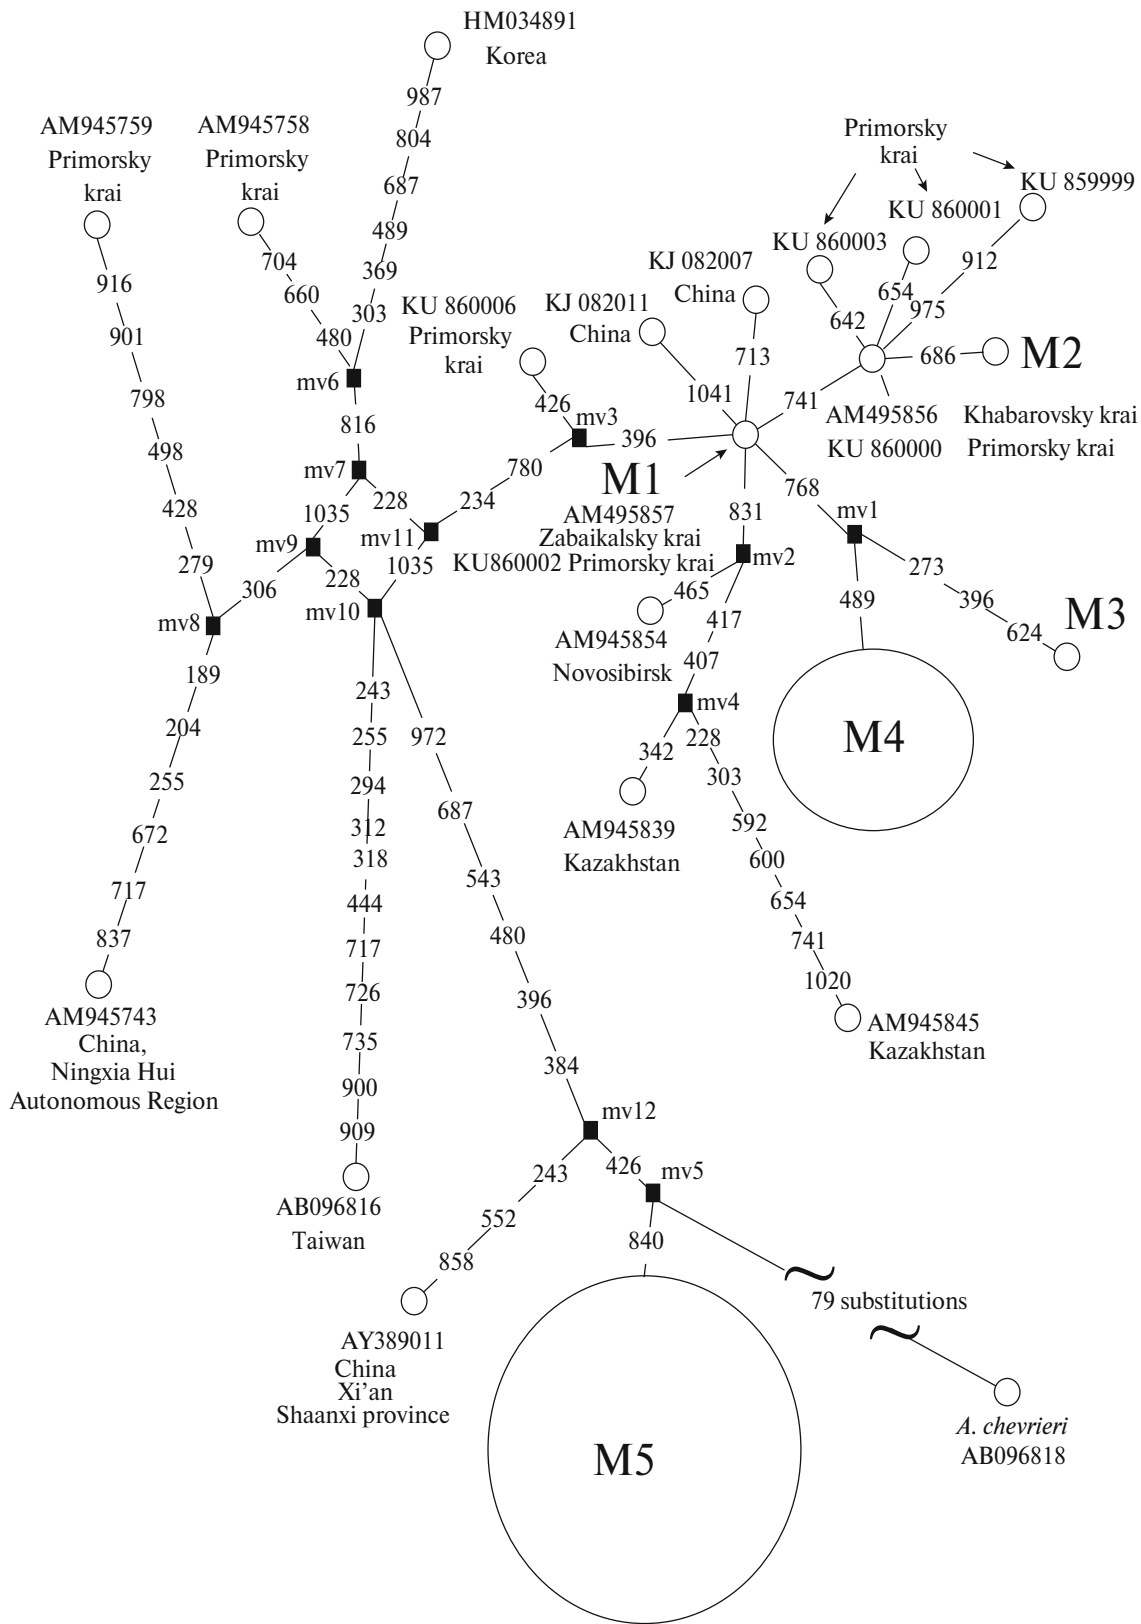 HM034891
Korea
987
804
687
489
369
303
AM945759
Primorsky
krai
916
901
798
498
428
279
AM945758
Primorsky
krai
704
660
480
mv6
816
mv7
1035
228
mv9
mv11
306
228
1035
mv8
mv10
KU 860006
Primorsky
krai
426
mv3
396
780
234
KJ 082011
China
1041
KJ 082007
China
713
Primorsky
krai
KU 859999
KU 860001
KU 860003
912
975
654
642
686
M2
741
AM495856
KU 860000
Khabarovsky krai
Primorsky krai
M1
AM495857
Zabaikalsky krai
KU860002 Primorsky krai
831
mv2
465
AM945854
Novosibirsk
417
407
mv4
342
AM945839
Kazakhstan
228
303
592
600
654
741
1020
AM945845
Kazakhstan
768
mv1
489
M4
273
396
624
M3
189
204
255
672
717
837
AM945743
China,
Ningxia Hui
Autonomous Region
243
255
294
312
318
444
717
726
735
900
909
AB096816
Taiwan
972
687
543
480
396
384
mv12
243
552
858
AY389011
China
Xi'an
Shaanxi province
426
mv5
840
M5
79 substitutions
A. chevrieri
AB096818